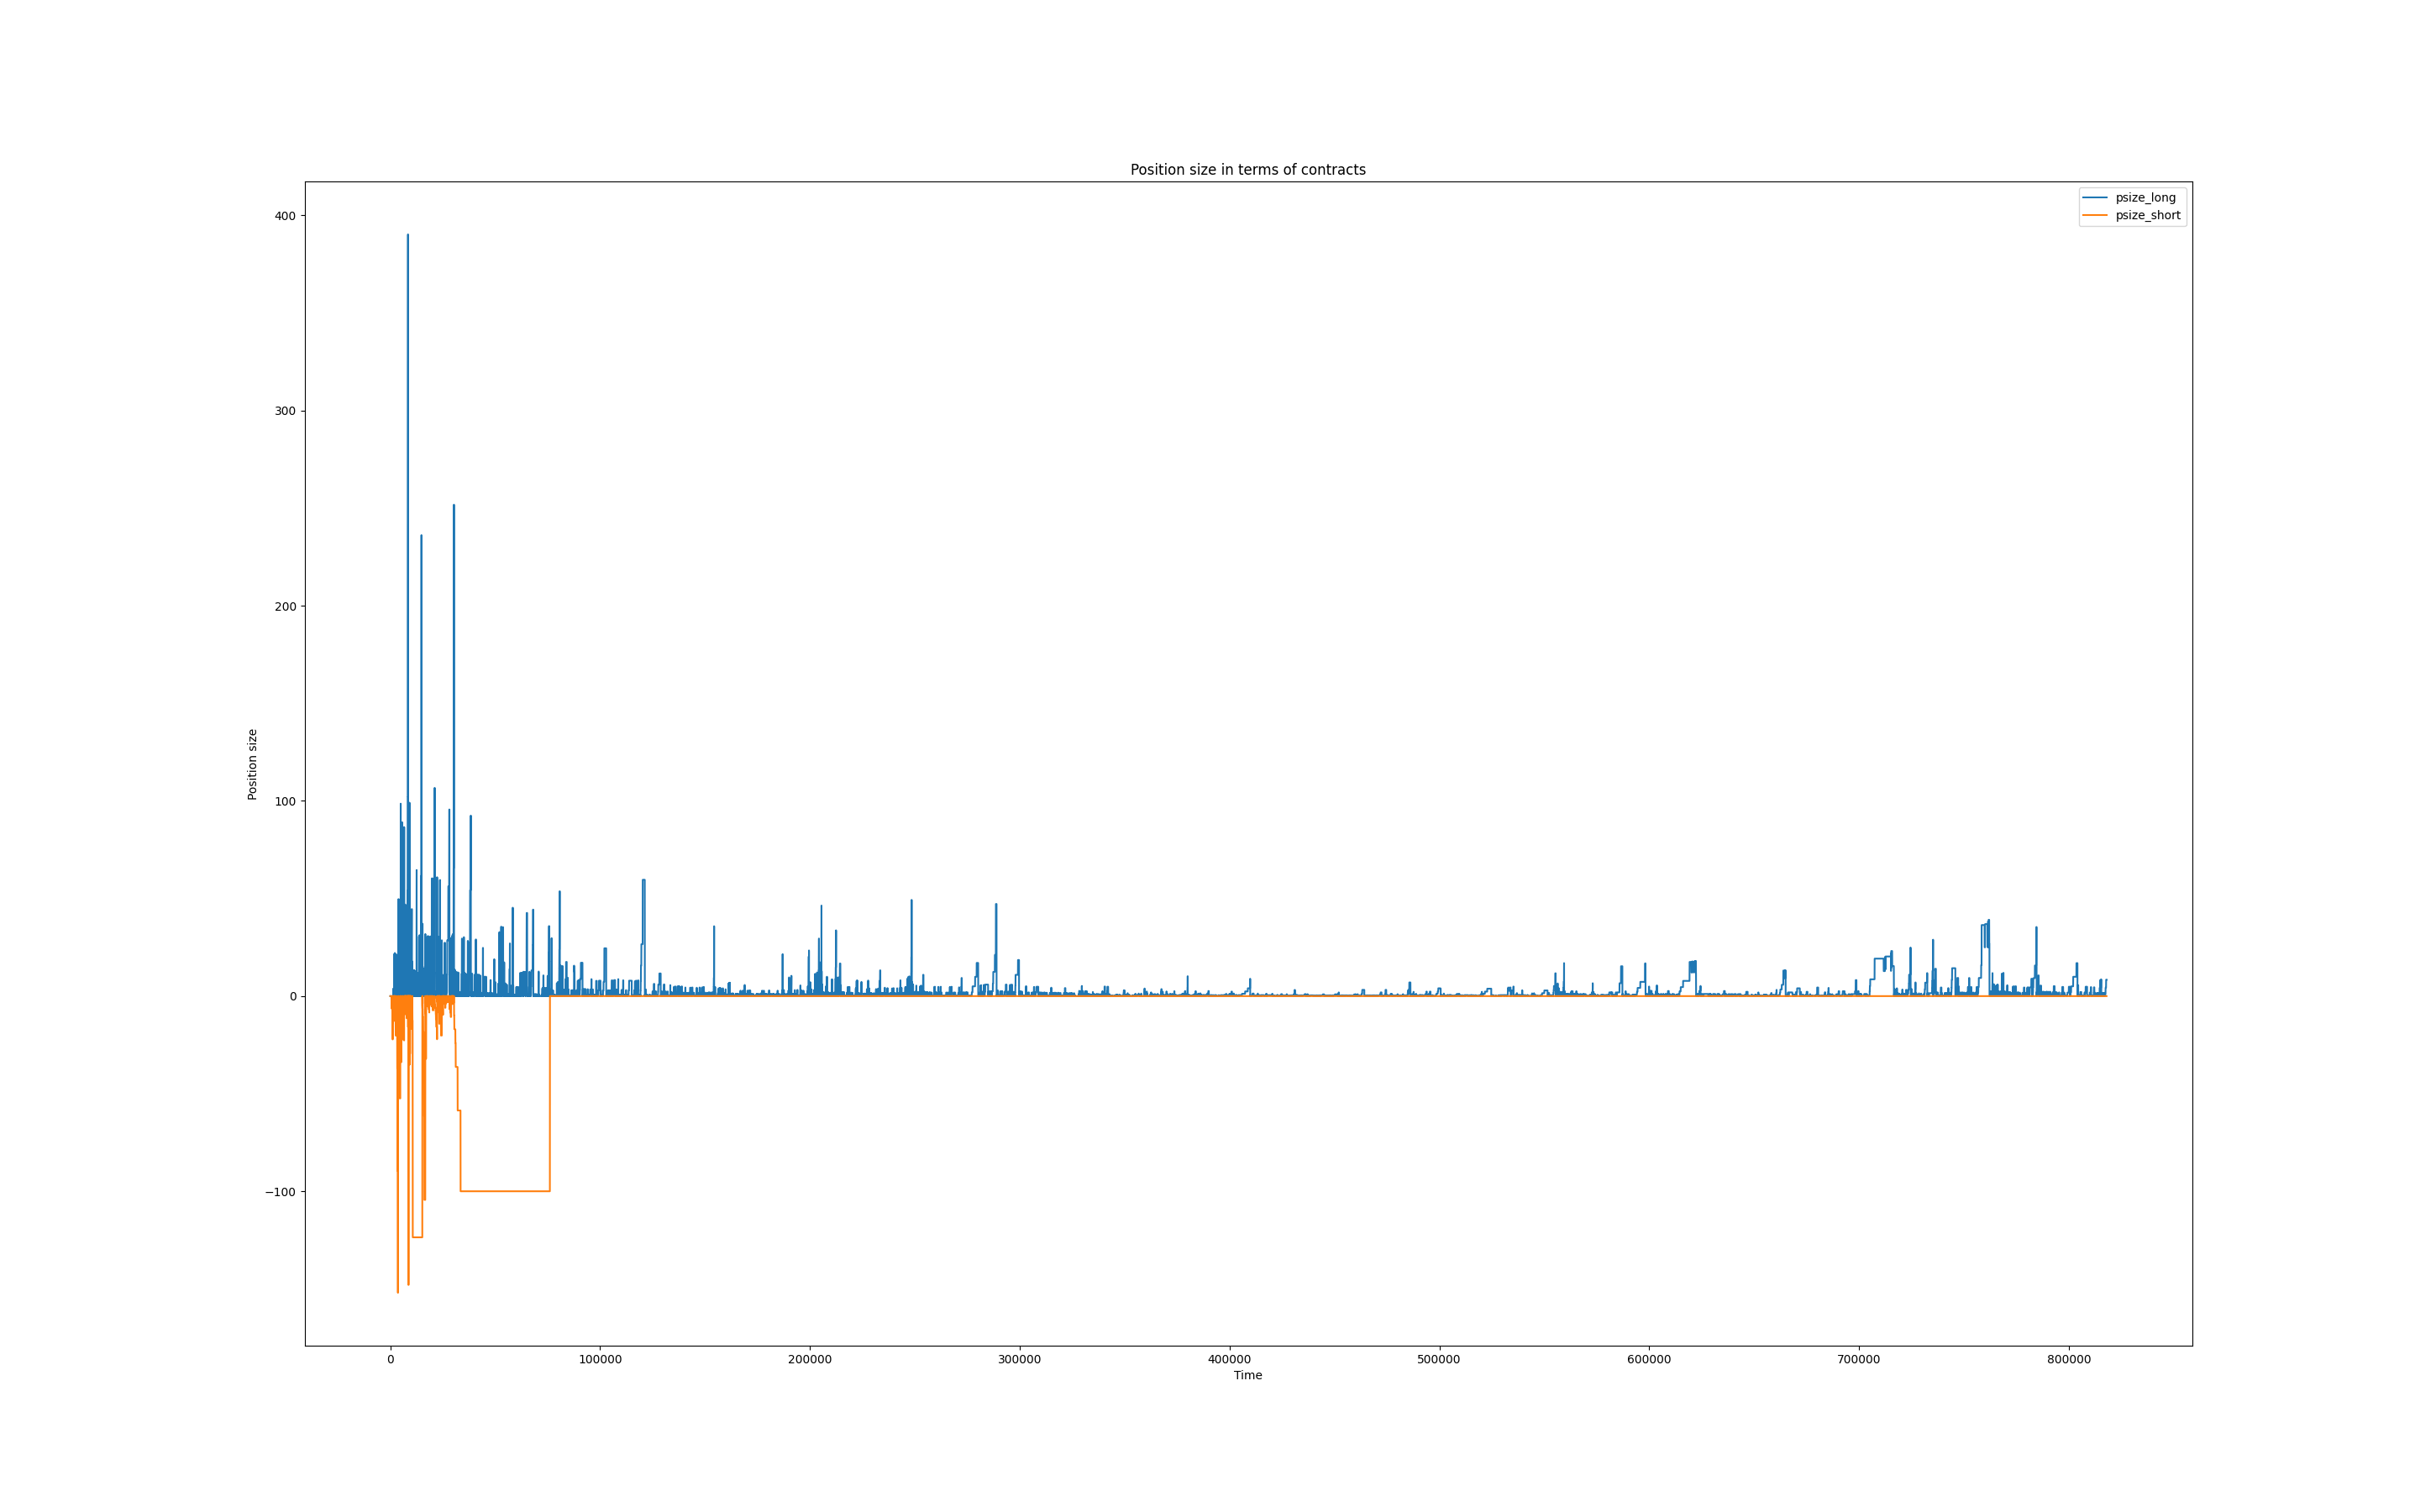 Position size in terms of contracts
psize_long
psize_short
400
300
200
100
0
−100
Position size
0 100000 200000 300000 400000 500000 600000 700000 800000
Time